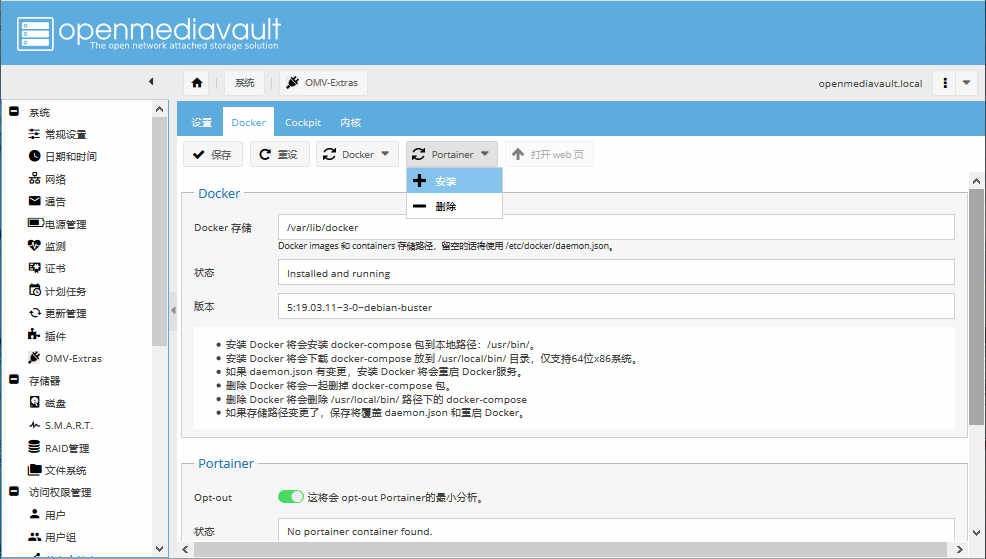 openmediavault
The open network attached storage solution
系统
OMV-Extras
openmediavault.local
系统
常规设置
日期和时间
网络
通告
电源管理
监测
证书
计划任务
更新管理
插件
OMV-Extras
存储器
磁盘
S.M.A.R.T.
RAID管理
文件系统
访问权限管理
用户
用户组
设置
Docker
Cockpit
内核
保存
重设
Docker
Portainer
打开 web 页
安装
删除
Docker
Docker 存储
/var/lib/docker
Docker images 和 containers 存储路径，留空的话将使用 /etc/docker/daemon.json。
状态
Installed and running
版本
5:19.03.11~3-0~debian-buster
安装 Docker 将会安装 docker-compose 包到本地路径：/usr/bin/。
安装 Docker 将会下载 docker-compose 放到 /usr/local/bin/ 目录，仅支持64位x86系统。
如果 daemon.json 有变更，安装 Docker 将会重启 Docker服务。
删除 Docker 将会一起删掉 docker-compose 包。
删除 Docker 将会删除 /usr/local/bin/ 路径下的 docker-compose
如果存储路径变更了，保存将覆盖 daemon.json 和重启 Docker。
Portainer
Opt-out
这将会 opt-out Portainer的最小分析。
状态
No portainer container found.